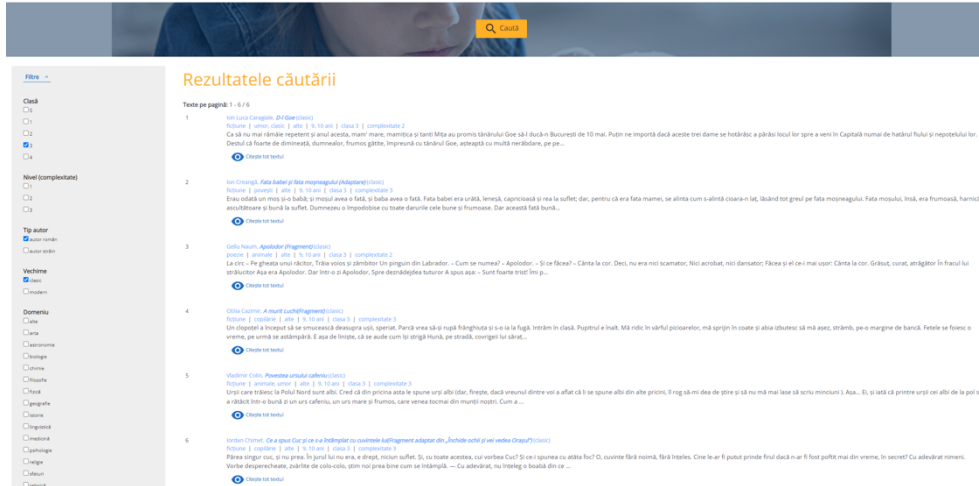 Caută
Filtre
Clasă
0
1
2
3
4
Nivel (complexitate)
1
2
3
Tip autor
autor român
autor străin
Vechime
clasic
modern
Domeniu
alte
arte
astronomie
biologie
chimie
filozofie
fizică
geografie
istorie
lingvistică
medicină
psihologie
religie
sfaturi
Rezultatele căutării
Texte pe pagină: 1 - 6 / 6
1
Ion Luca Caragiale, D-l Goe (clasic)
ficțiune | umor, clasic | alte | 9, 10 ani | clasa 3 | complexitate 2
Ca să nu mai rămâie repetent și anul acesta, mam' mare, mamițica și tanti Mița au promis tânărului Goe să-l ducă-n București de 10 mai. Puțin ne importă dacă aceste trei dame se hotărăsc a părăsi locul lor spre a veni în Capitală numai de hatârul fiului și nepoțelului lor.
Destul că foarte de dimineață, dumnealor, frumos gătite, împreună cu tânărul Goe, așteaptă cu multă nerăbdare, pe pe...
Citește tot textul
2
Ion Creangă, Fata babei și fata moșneagului (Adaptare) (clasic)
ficțiune | povești | alte | 9, 10 ani | clasa 3 | complexitate 3
Erau odată un moș și-o babă; și moșul avea o fată, și baba avea o fată. Fata babei era urâtă, leneșă, capricioasă și rea la suflet; dar, pentru că era fata mamei, se alinta cum s-alintă cioara-n laț, lăsând tot greul pe fata moșneagului. Fata moșului, însă, era frumoasă, harnică
ascultătoare și bună la suflet. Dumnezeu o împodobise cu toate darurile cele bune și frumoase. Dar această fată bună...
Citește tot textul
3
Gellu Naum, Apolodor (Fragment) (clasic)
poezie | animale | alte | 9, 10 ani | clasa 3 | complexitate 2
La circ – Pe gheața unui răcitor, Trăia voios și zâmbitor Un pinguin din Labrador. – Cum se numea? – Apolodor. – Și ce făcea? – Cânta la cor. Deci, nu era nici scamator, Nici acrobat, nici dansator; Făcea și el ce-i mai ușor: Cânta la cor. Grăsuț, curat, atrăgător În fracul lui
strălucitor Așa era Apolodor. Dar într-o zi Apolodor, Spre deznădejdea tuturor A spus așa: – Sunt foarte trist! Îmi p...
Citește tot textul
4
Otilia Cazimir, A murit Luchi(Fragment) (clasic)
ficțiune | copilărie | alte | 9, 10 ani | clasa 3 | complexitate 3
Un clopoțel a început să se smucească deasupra ușii, speriat. Parcă vrea să-și rupă frânghiuța și s-o ia la fugă. Intrăm în clasă. Pupitrul e înalt. Mă ridic în vârful picioarelor, mă sprijin în coate și abia izbutesc să mă așez, strâmb, pe-o margine de bancă. Fetele se foiesc o
vreme, pe urmă se astâmpără. E așa de liniște, că se aude cum își strigă Hună, pe stradă, covrigeii lui sărat...
Citește tot textul
5
Vladimir Colin, Povestea ursului cafeniu (clasic)
ficțiune | animale, umor | alte | 9, 10 ani | clasa 3 | complexitate 3
Urșii care trăiesc la Polul Nord sunt albi. Cred că din pricina asta le spune urși albi (dar, firește, dacă vreunul dintre voi a aflat că li se spune albi din alte pricini, îl rog să-mi dea de știre și să nu mă mai lase să scriu minciuni ). Așa... Ei, și iată că printre urșii cei albi de la pol s
a rătăcit într-o bună zi un urs cafeniu, un urs mare și frumos, care venea tocmai din munții noștri. Cum a ...
Citește tot textul
6
Iordan Chimet, Ce a spus Cuc și ce s-a întâmplat cu cuvintele lui(Fragment adaptat din „Închide ochii și vei vedea Orașul") (clasic)
ficțiune | copilărie | alte | 9, 10 ani | clasa 3 | complexitate 3
Părea singur cuc, și nu prea. În jurul lui nu era, e drept, niciun suflet. Și, cu toate acestea, cui vorbea Cus? Și ce-i spunea cu atâta foc? O, cuvinte fără noimă, fără înțeles. Cine le-ar fi putut prinde firul dacă n-ar fi fost poftit mai din vreme, în secret? Cu adevărat nimeni.
Vorbe desperecheate, zvârlite de colo-colo, știm noi prea bine cum se întâmplă. — Cu adevărat, nu înțeleg o boabă din ce ...
Citește tot textul